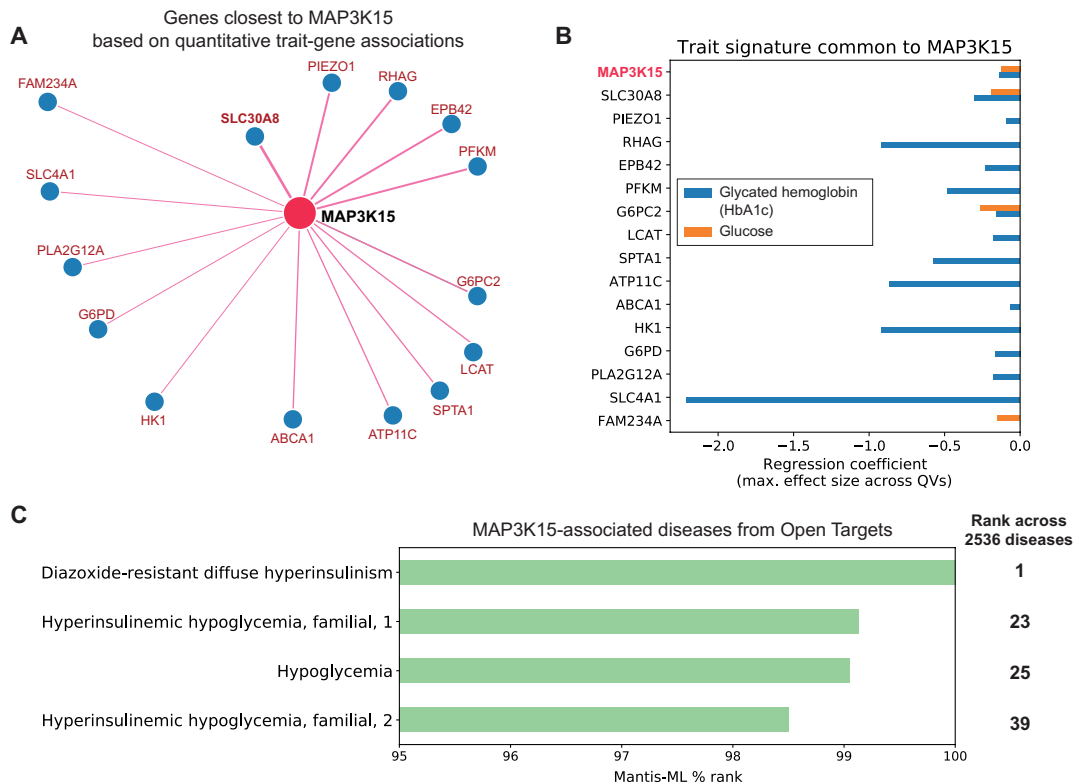 A
Genes closest to MAP3K15
based on quantitative trait-gene associations
FAM234A
PIEZO1
RHAG
SLC30A8
EPB42
PFKM
SLC4A1
MAP3K15
PLA2G12A
G6PD
G6PC2
LCAT
HK1
ABCA1
ATP11C
SPTA1
B
Trait signature common to MAP3K15
MAP3K15
SLC30A8
PIEZO1
RHAG
EPB42
PFKM
G6PC2
LCAT
SPTA1
ATP11C
ABCA1
HK1
G6PD
PLA2G12A
SLC4A1
FAM234A
Glycated hemoglobin
(HbA1c)
Glucose
−2.0 −1.5 −1.0 −0.5 0.0
Regression coefficient
(max. effect size across QVs)
C
MAP3K15-associated diseases from Open Targets
Rank across
2536 diseases
Diazoxide-resistant diffuse hyperinsulinism 1
Hyperinsulinemic hypoglycemia, familial, 1 23
Hypoglycemia 25
Hyperinsulinemic hypoglycemia, familial, 2 39
95 96 97 98 99 100
Mantis-ML % rank